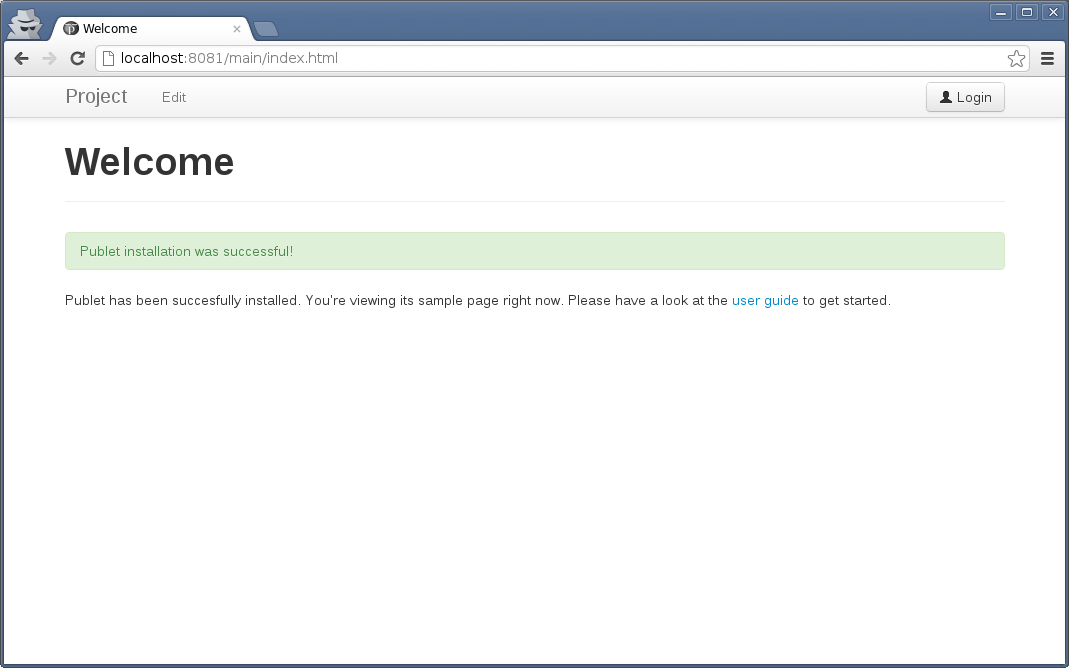 Welcome
localhost:8081/main/index.html
Project Edit Login
Welcome
Publet installation was successful!
Publet has been succesfully installed. You're viewing its sample page right now. Please have a look at the user guide to get started.